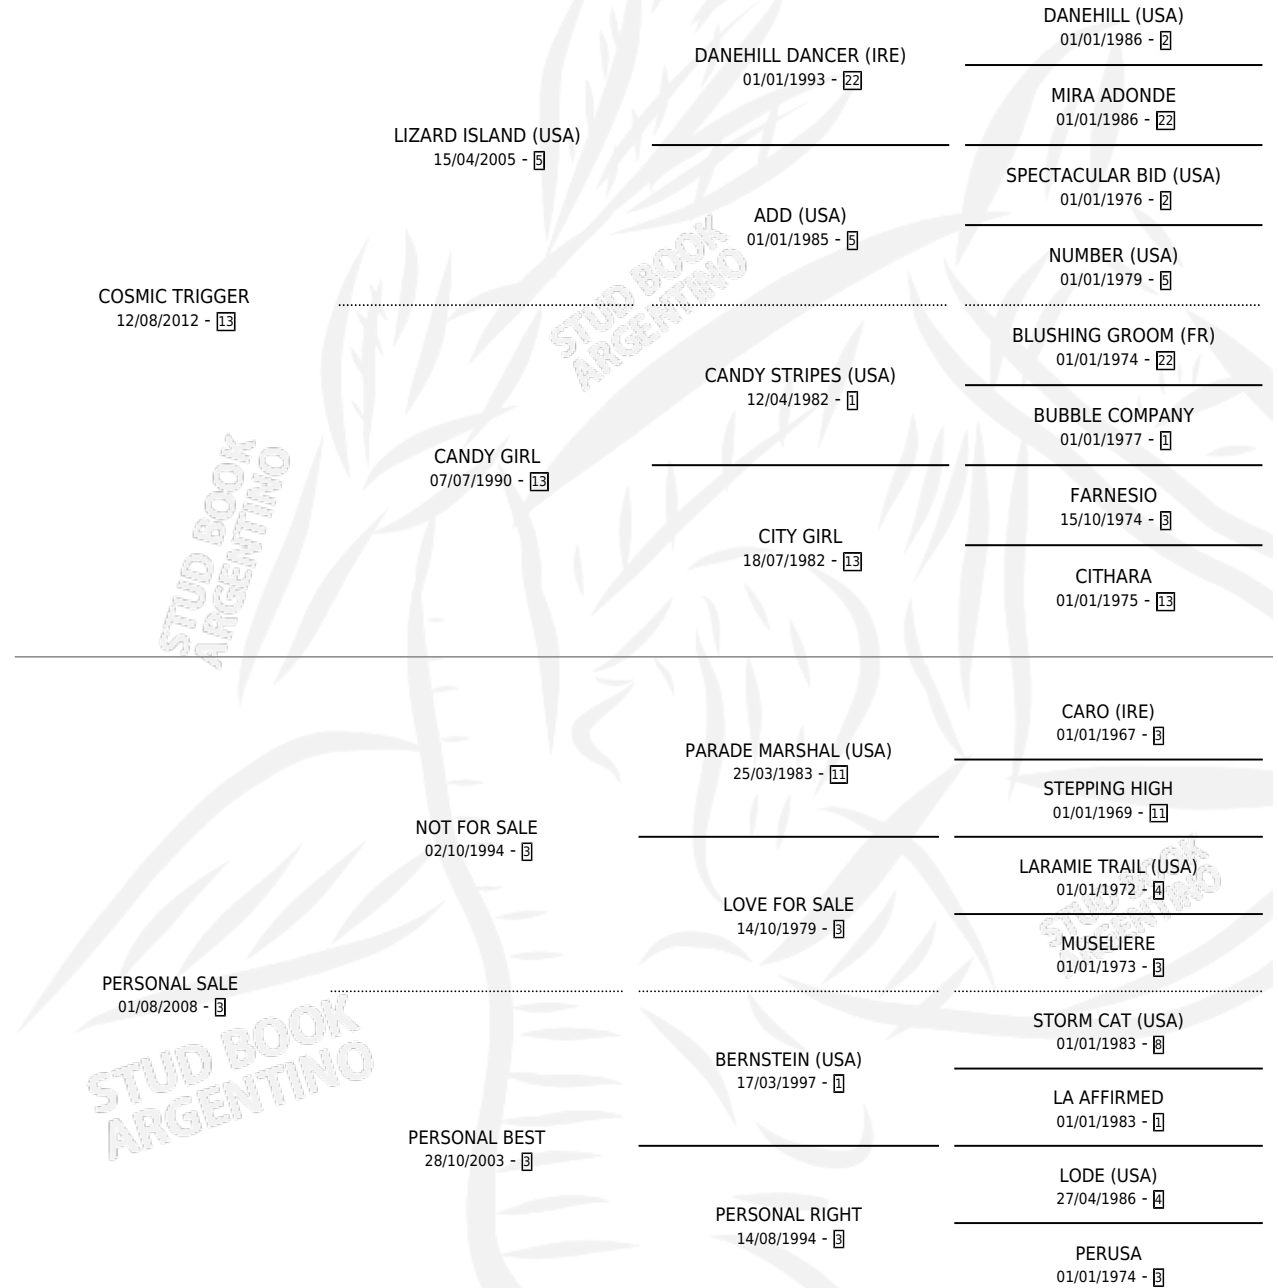 DANEHILL (USA)
01/01/1986 - 2
DANEHILL DANCER (IRE)
01/01/1993 - 22
MIRA ADONDE
01/01/1986 - 22
LIZARD ISLAND (USA)
15/04/2005 - 5
SPECTACULAR BID (USA)
01/01/1976 - 2
ADD (USA)
01/01/1985 - 5
NUMBER (USA)
01/01/1979 - 5
COSMIC TRIGGER
12/08/2012 - 13
BLUSHING GROOM (FR)
01/01/1974 - 22
CANDY STRIPES (USA)
12/04/1982 - 1
BUBBLE COMPANY
01/01/1977 - 1
CANDY GIRL
07/07/1990 - 13
FARNESIO
15/10/1974 - 3
CITY GIRL
18/07/1982 - 13
CITHARA
01/01/1975 - 13
STUD BOOK
ARGENTINO
STUD BOOK
ARGENTINO
CARO (IRE)
01/01/1967 - 3
PARADE MARSHAL (USA)
25/03/1983 - 11
STEPPING HIGH
01/01/1969 - 11
NOT FOR SALE
02/10/1994 - 3
LARAMIE TRAIL (USA)
01/01/1972 - 4
LOVE FOR SALE
14/10/1979 - 3
MUSELIERE
01/01/1973 - 3
STUD BOOK
ARGENTINO
PERSONAL SALE
01/08/2008 - 3
STORM CAT (USA)
01/01/1983 - 8
BERNSTEIN (USA)
17/03/1997 - 1
LA AFFIRMED
01/01/1983 - 1
PERSONAL BEST
28/10/2003 - 3
LODE (USA)
27/04/1986 - 4
PERSONAL RIGHT
14/08/1994 - 3
PERUSA
01/01/1974 - 3
STUD BOOK
ARGENTINO